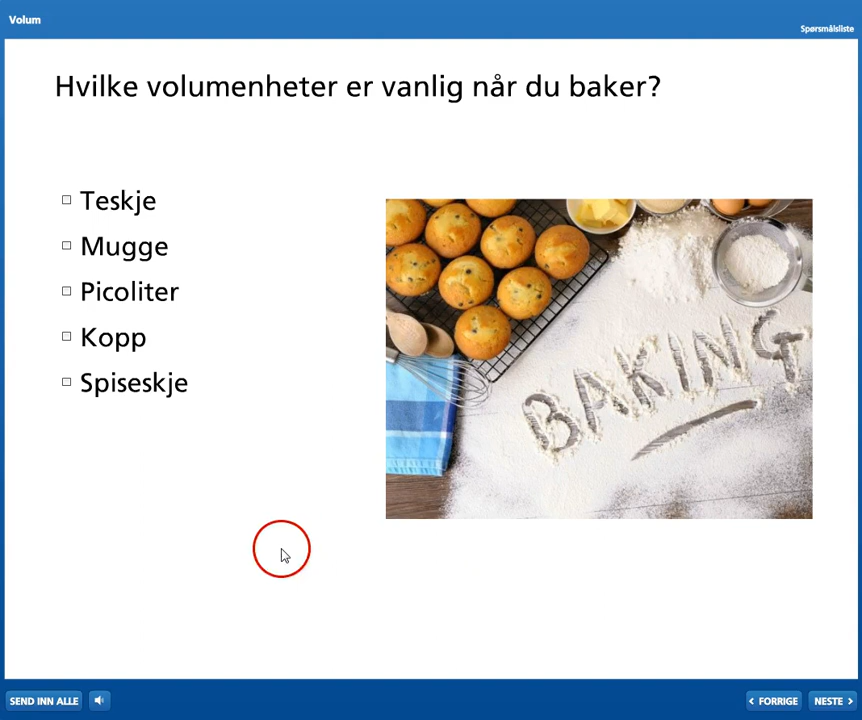 Volum
Spørsmålsliste
Hvilke volumenheter er vanlig når du baker?
Teskje
Mugge
Picoliter
Kopp
Spiseskje
BAKING
SEND INN ALLE
FORRIGE
NESTE